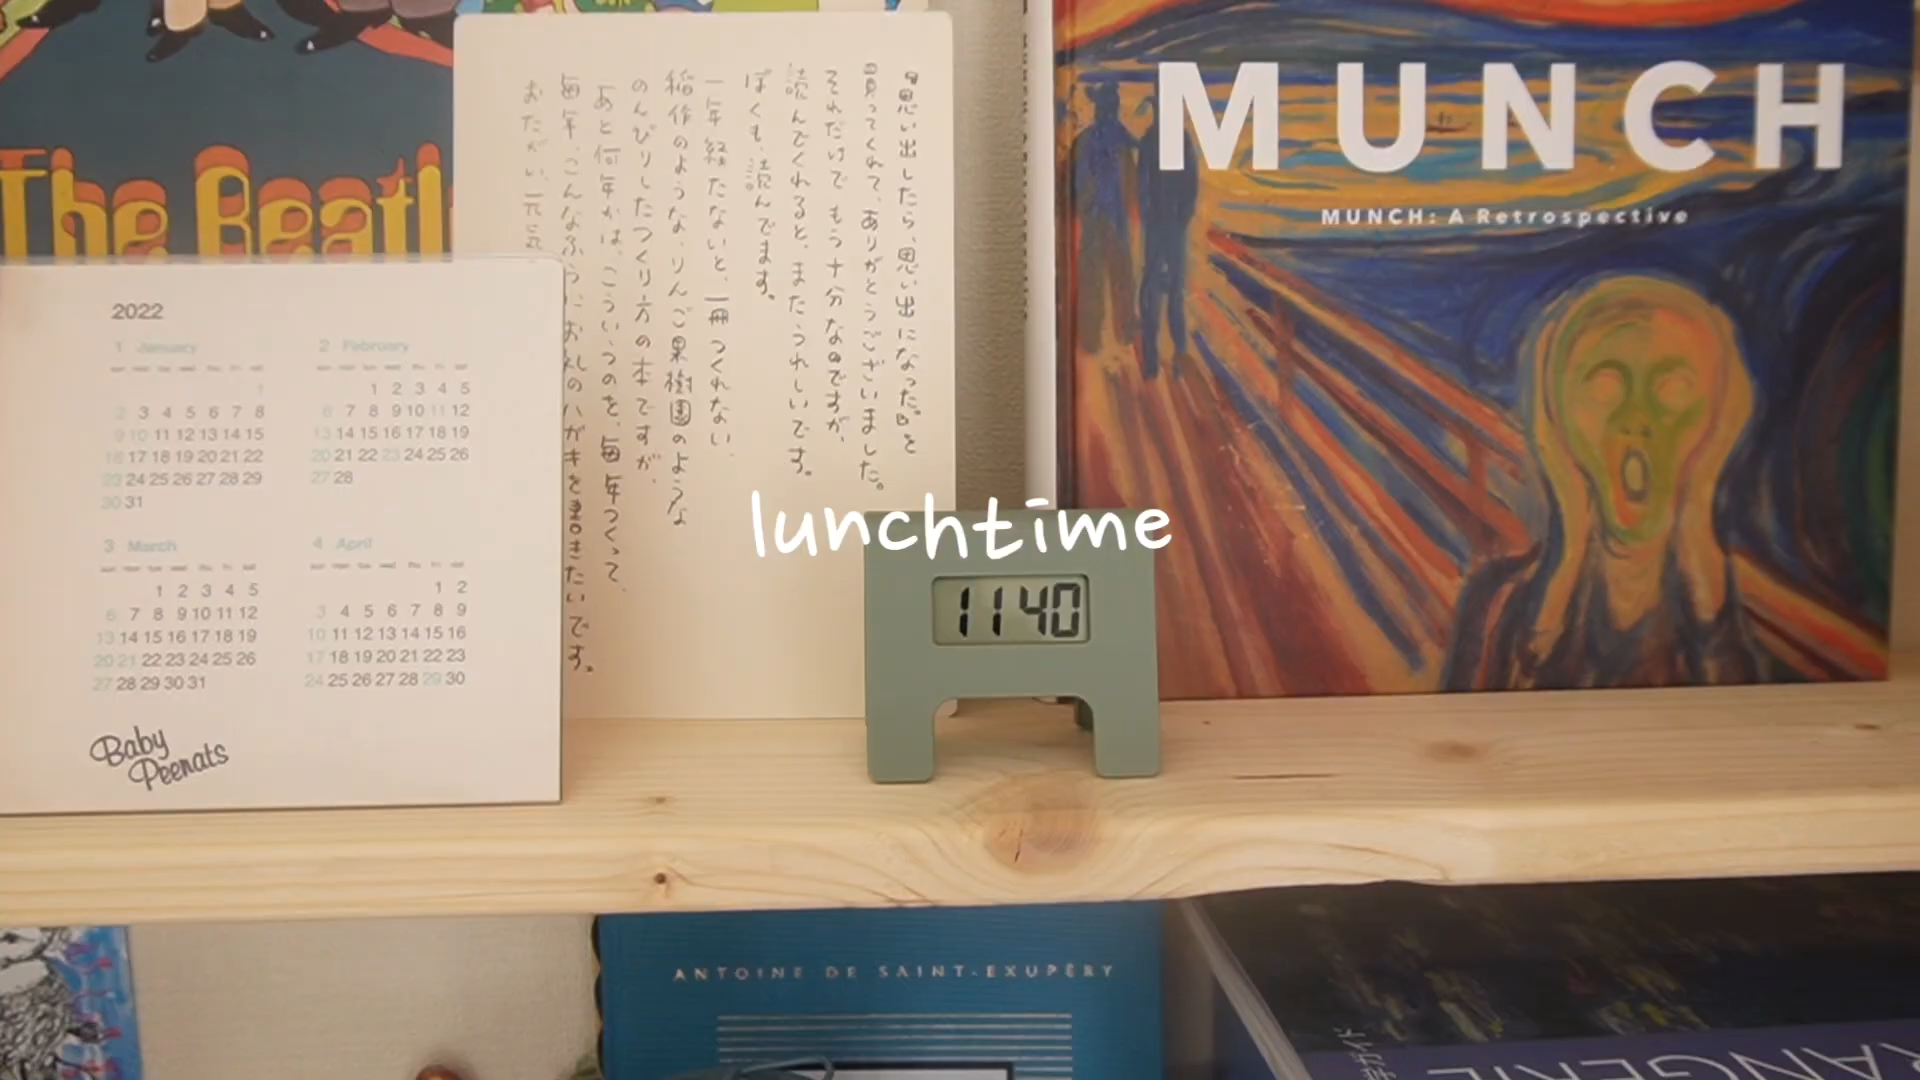 The Beatl
『思い出したら、思い出になった。』を
買ってくれて、ありがとうございました。
それだけでもう十分なのですが、
読んでくれると、またうれしいです。
ぼくも、読んでます。
一年経たないと、一冊つくれない、
稲作のような、りんご果樹園のような
のんびりしたつくり方の本ですが、
あと何年かは、こういうのを、毎年つくって、
毎年、こんなふうにお礼のハガキを書きたいです。
おたがい、元気
MUNCH
MUNCH: A Retrospective
2022
1 January
1
2 3 4 5 6 7 8
9 10 11 12 13 14 15
16 17 18 19 20 21 22
23 24 25 26 27 28 29
30 31
2 February
1 2 3 4 5
6 7 8 9 10 11 12
13 14 15 16 17 18 19
20 21 22 23 24 25 26
27 28
3 March
1 2 3 4 5
6 7 8 9 10 11 12
13 14 15 16 17 18 19
20 21 22 23 24 25 26
27 28 29 30 31
4 April
1 2
3 4 5 6 7 8 9
10 11 12 13 14 15 16
17 18 19 20 21 22 23
24 25 26 27 28 29 30
Baby
Peenats
lunchtime
1140
ANTOINE DE SAINT-EXUPÉRY